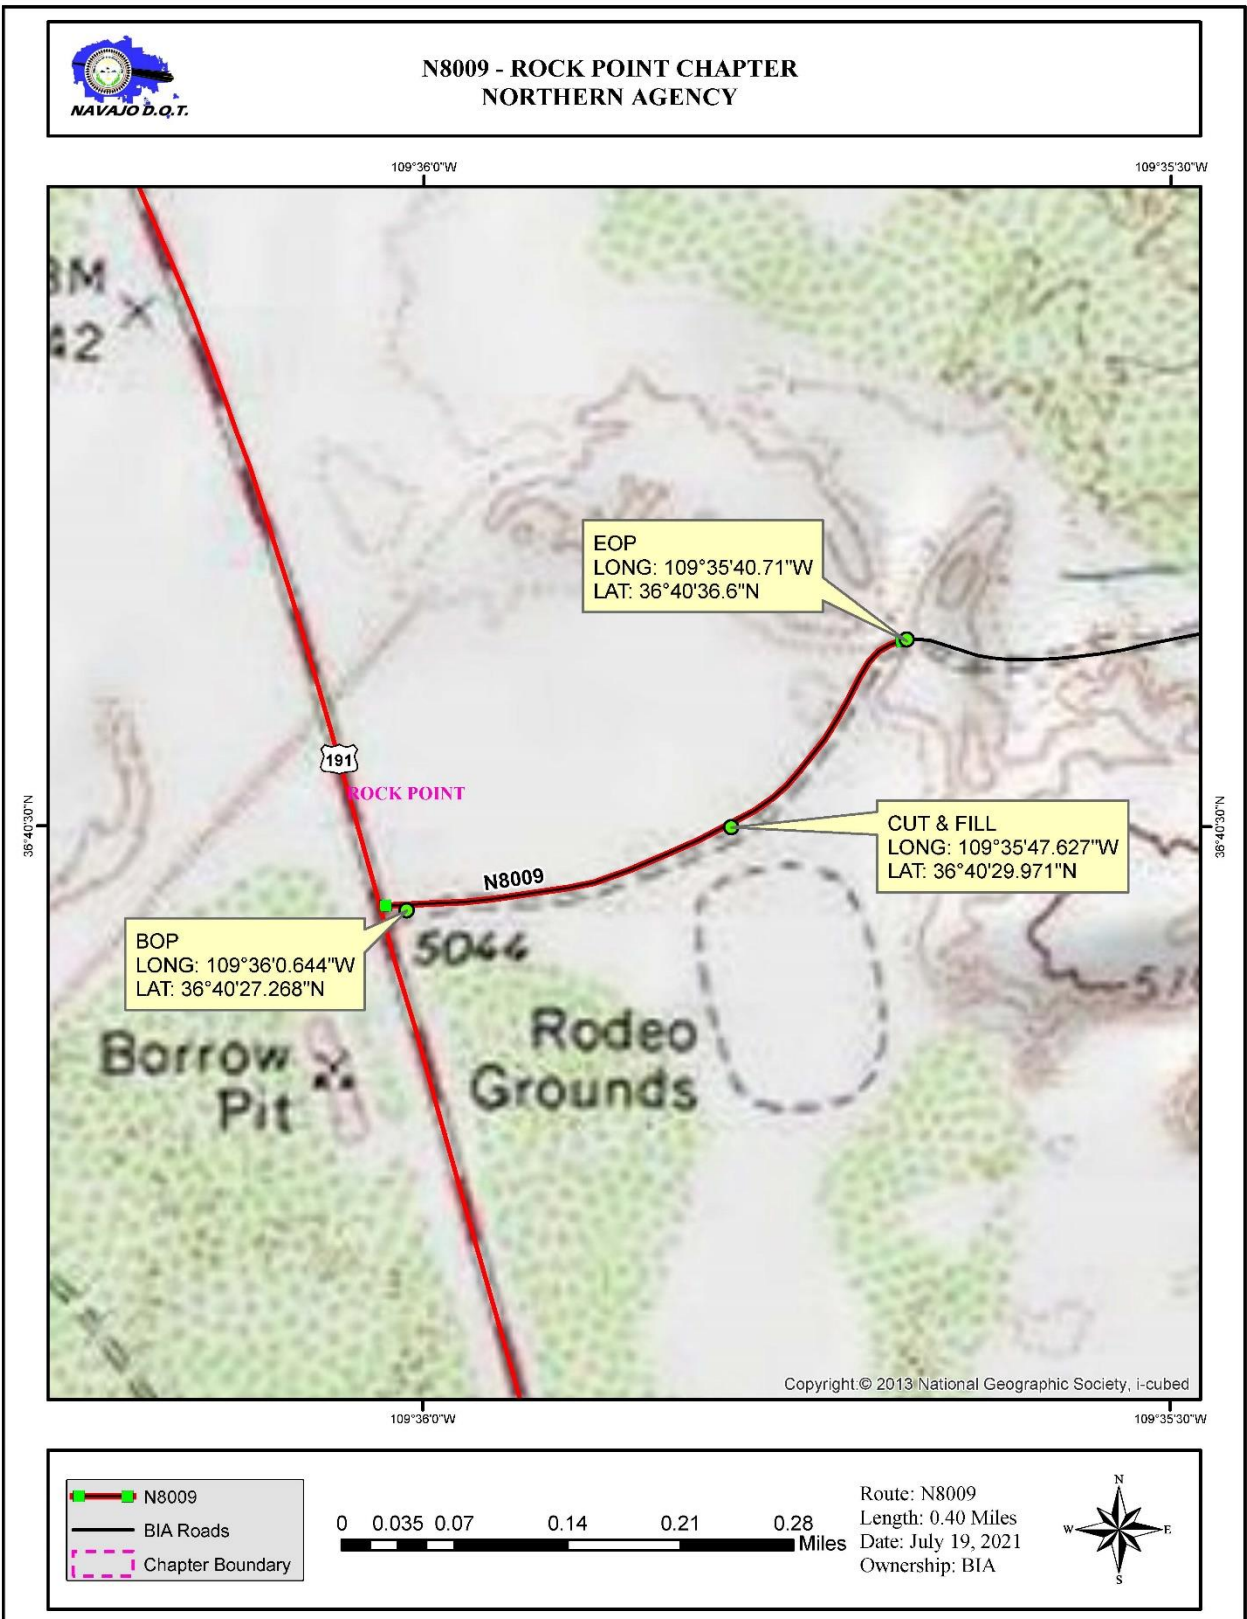 NAVAJO D.O.T.
N8009 - ROCK POINT CHAPTER
NORTHERN AGENCY
109°36'0"W
109°35'30"W
42
EOP
LONG: 109°35'40.71"W
LAT: 36°40'36.6"N
191
ROCK POINT
36°40'30"N
36°40'30"N
CUT & FILL
LONG: 109°35'47.627"W
LAT: 36°40'29.971"N
N8009
BOP
LONG: 109°36'0.644"W
LAT: 36°40'27.268"N
5044
Borrow
Pit
Rodeo
Grounds
Copyright:© 2013 National Geographic Society, i-cubed
109°36'0"W
109°35'30"W
N8009
BIA Roads
Chapter Boundary
0 0.035 0.07 0.14 0.21 0.28
Miles
Route: N8009
Length: 0.40 Miles
Date: July 19, 2021
Ownership: BIA
N
W
E
S